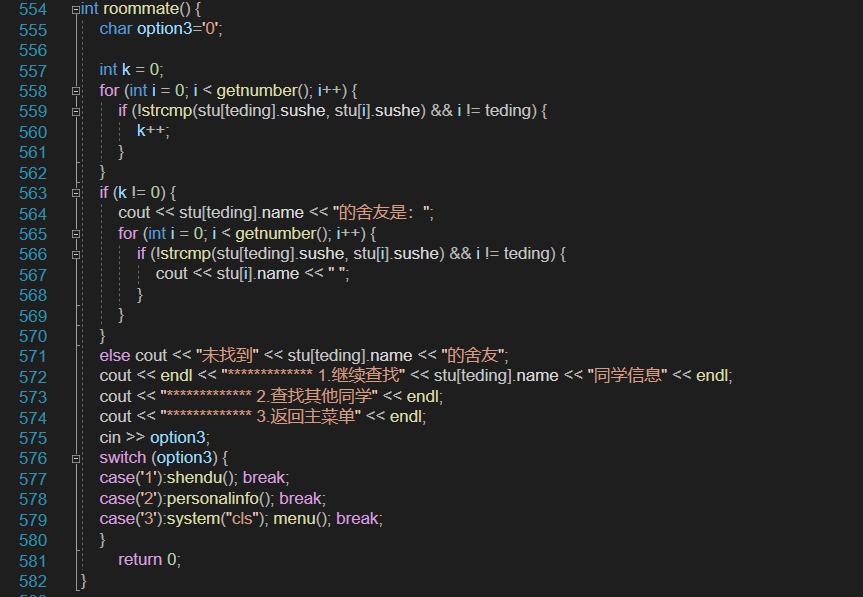 554 int roommate() {
555 char option3='0';
556
557 int k = 0;
558 for (int i = 0; i < getnumber(); i++) {
559 if (!strcmp(stu[teding].sushe, stu[i].sushe) && i != teding) {
560 k++;
561 }
562 }
563 if (k != 0) {
564 cout << stu[teding].name << "的舍友是：";
565 for (int i = 0; i < getnumber(); i++) {
566 if (!strcmp(stu[teding].sushe, stu[i].sushe) && i != teding) {
567 cout << stu[i].name << " ";
568 }
569 }
570 }
571 else cout << "未找到" << stu[teding].name << "的舍友";
572 cout << endl << "************* 1.继续查找" << stu[teding].name << "同学信息" << endl;
573 cout << "************* 2.查找其他同学" << endl;
574 cout << "************* 3.返回主菜单" << endl;
575 cin >> option3;
576 switch (option3) {
577 case('1'):shendu(); break;
578 case('2'):personalinfo(); break;
579 case('3'):system("cls"); menu(); break;
580 }
581 return 0;
582 }